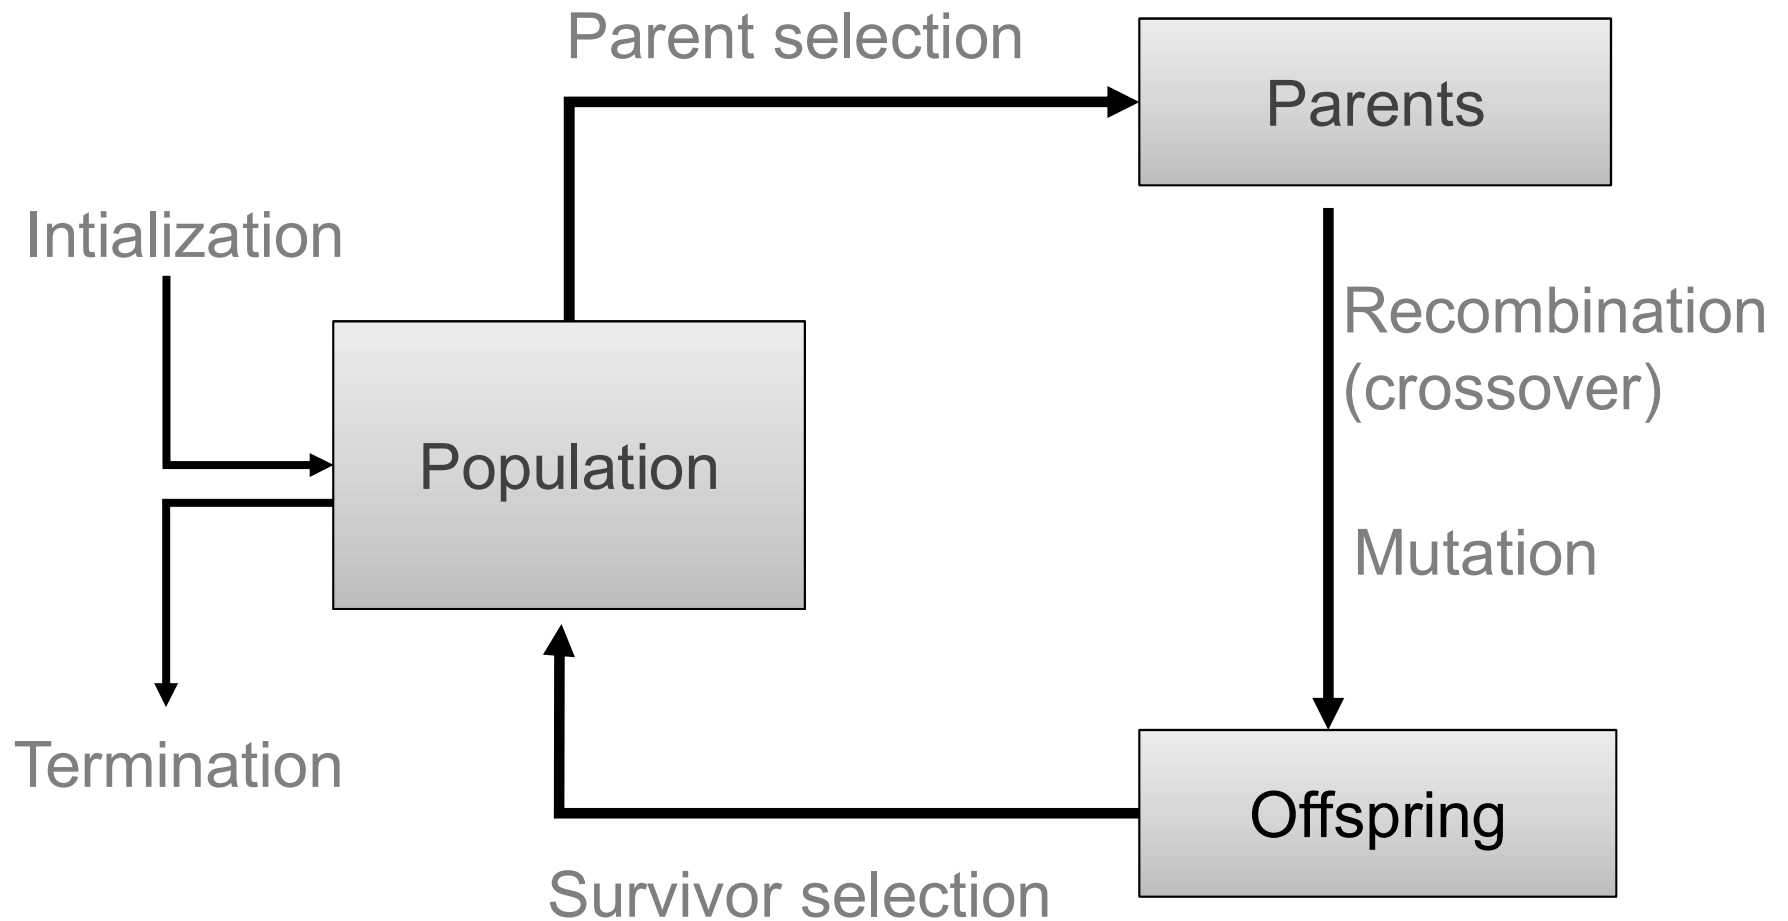 Parent selection
Parents
Intialization
Recombination
(crossover)
Population
Mutation
Termination
Offspring
Survivor selection